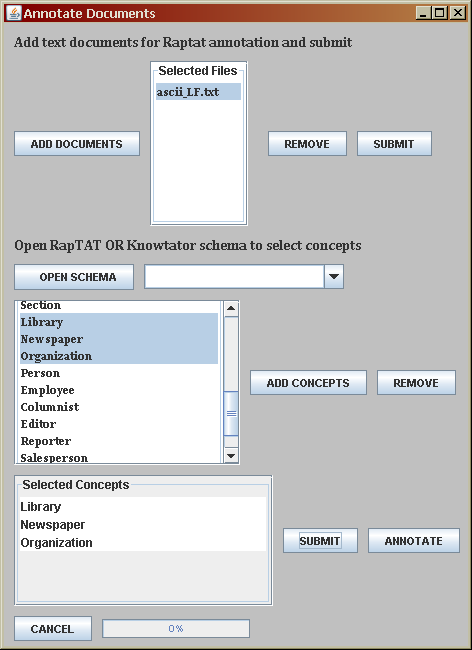 Annotate Documents
Add text documents for Raptat annotation and submit
Selected Files
ascii_LF.txt
ADD DOCUMENTS
REMOVE
SUBMIT
Open RapTAT OR Knowtator schema to select concepts
OPEN SCHEMA
Section
Library
Newspaper
Organization
Person
Employee
Columnist
Editor
Reporter
Salesperson
ADD CONCEPTS
REMOVE
Selected Concepts
Library
Newspaper
Organization
SUBMIT
ANNOTATE
CANCEL
0%